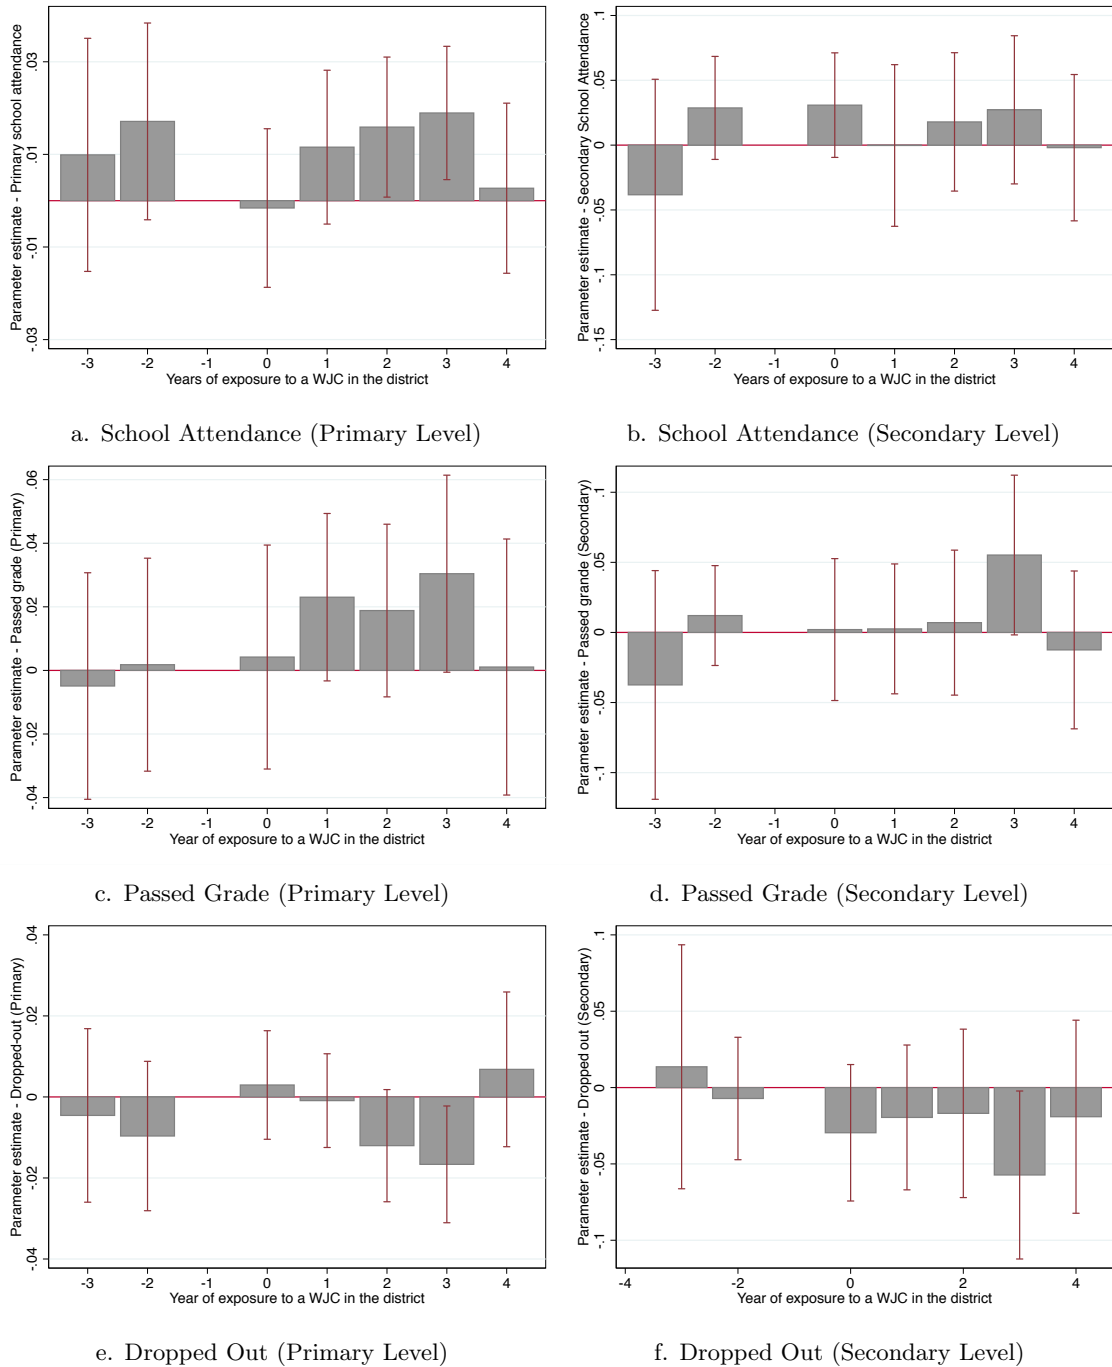 Parameter estimate - Primary school attendance
.03
.01
-.01
-.03
-3 -2 -1 0 1 2 3 4
Years of exposure to a WJC in the district
a. School Attendance (Primary Level)
Parameter estimate - Secondary School Attendance
.1
.05
0
-.05
-.1
-.15
-3 -2 -1 0 1 2 3 4
Years of exposure to a WJC in the district
b. School Attendance (Secondary Level)
Parameter estimate - Passed grade (Primary)
.06
.04
.02
0
-.02
-.04
-3 -2 -1 0 1 2 3 4
Year of exposure to a WJC in the district
c. Passed Grade (Primary Level)
Parameter estimate - Passed grande (Secondary)
.1
.05
0
-.05
-.1
-3 -2 -1 0 1 2 3 4
Year of exposure to a WJC in the district
d. Passed Grade (Secondary Level)
Parameter estimate - Dropped-out (Primary)
.04
.02
0
-.02
-.04
-3 -2 -1 0 1 2 3 4
Year of exposure to a WJC in the district
e. Dropped Out (Primary Level)
Parameter estimate - Dropped out (Secondary)
.1
.05
0
-.05
-.1
-4 -2 0 2 4
Year of exposure to a WJC in the district
f. Dropped Out (Secondary Level)